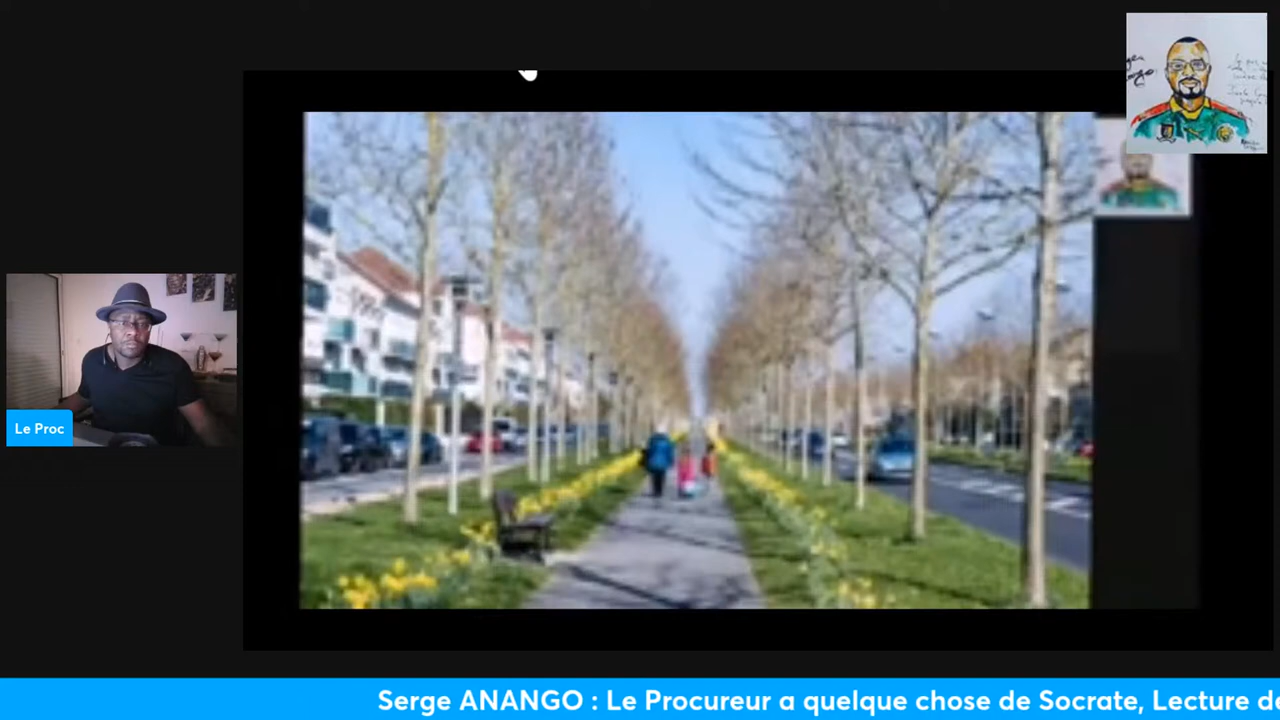 Le Proc
Serge ANANGO : Le Procureur a quelque chose de Socrate, Lecture de